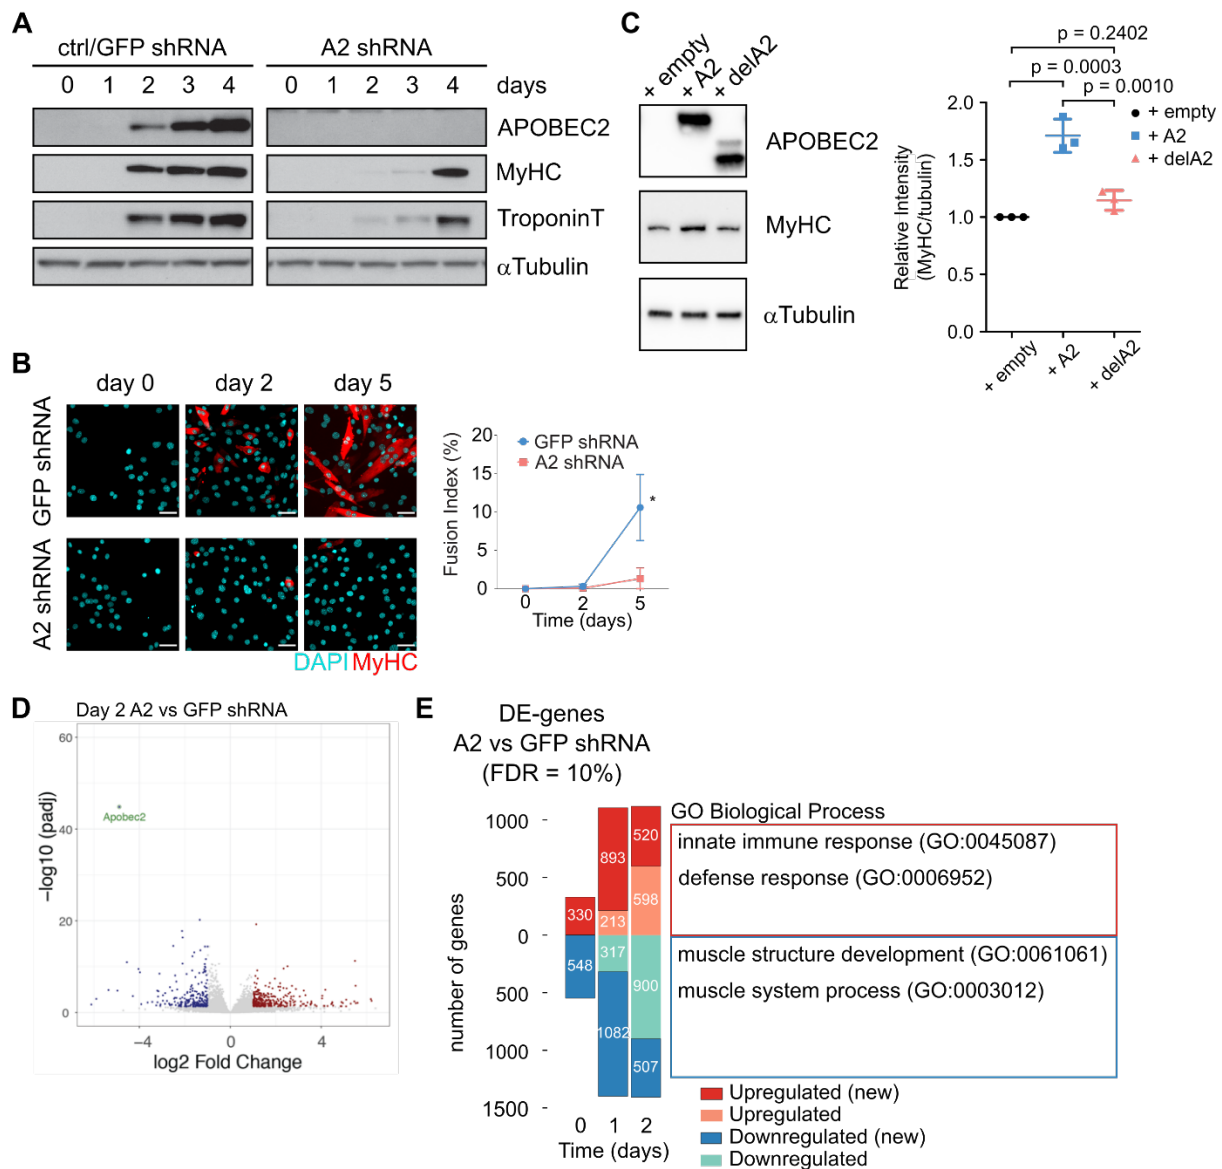 A
ctrl/GFP shRNA
A2 shRNA
0 1 2 3 4
0 1 2 3 4
days
APOBEC2
MyHC
TroponinT
αTubulin
C
+ empty
+ A2
+ delA2
APOBEC2
MyHC
αTubulin
p = 0.2402
p = 0.0003
p = 0.0010
2.0
1.5
1.0
0.5
0.0
Relative Intensity
(MyHC/tubulin)
+ empty
+ A2
+ delA2
+ empty
+ A2
+ delA2
B
day 0
day 2
day 5
GFP shRNA
A2 shRNA
DAPI MyHC
20
15
10
5
0
Fusion Index (%)
GFP shRNA
A2 shRNA
*
0 2 5
Time (days)
D
Day 2 A2 vs GFP shRNA
60
40
20
0
-log10 (padj)
Apobec2
−4 0 4
log2 Fold Change
E
DE-genes
A2 vs GFP shRNA
(FDR = 10%)
1000
500
0
500
1000
1500
number of genes
330
548
893
213
317
1082
520
598
900
507
0 1 2
Time (days)
GO Biological Process
innate immune response (GO:0045087)
defense response (GO:0006952)
muscle structure development (GO:0061061)
muscle system process (GO:0003012)
Upregulated (new)
Upregulated
Downregulated (new)
Downregulated